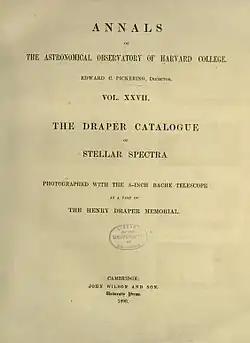 ANNALS
OF
THE ASTRONOMICAL OBSERVATORY OF HARVARD COLLEGE.
EDWARD C. PICKERING, DIRECTOR.
VOL. XXVII.
THE DRAPER CATALOGUE
OF
STELLAR SPECTRA
PHOTOGRAPHED WITH THE 8-INCH BACHE TELESCOPE
AS A PART OF
THE HENRY DRAPER MEMORIAL.
CAMBRIDGE:
JOHN WILSON AND SON.
University Press.
1890.